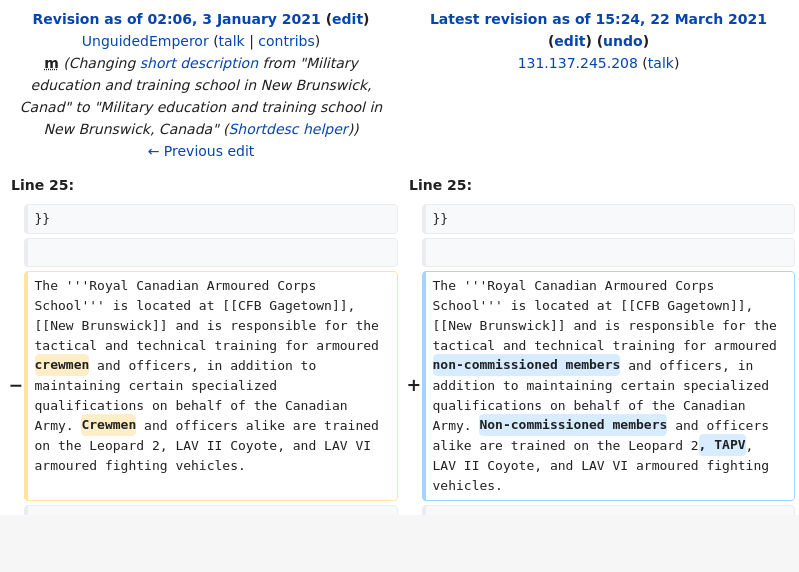 Revision as of 02:06, 3 January 2021 (edit)
UnguidedEmperor (talk | contribs)
m (Changing short description from "Military
education and training school in New Brunswick,
Canad" to "Military education and training school in
New Brunswick, Canada" (Shortdesc helper))
← Previous edit
Latest revision as of 15:24, 22 March 2021
(edit) (undo)
131.137.245.208 (talk)
Line 25:
Line 25:
}}
}}
−
The '''Royal Canadian Armoured Corps
School''' is located at [[CFB Gagetown]],
[[New Brunswick]] and is responsible for the
tactical and technical training for armoured
crewmen and officers, in addition to
maintaining certain specialized
qualifications on behalf of the Canadian
Army. Crewmen and officers alike are trained
on the Leopard 2, LAV II Coyote, and LAV VI
armoured fighting vehicles.
+
The '''Royal Canadian Armoured Corps
School''' is located at [[CFB Gagetown]],
[[New Brunswick]] and is responsible for the
tactical and technical training for armoured
non-commissioned members and officers, in
addition to maintaining certain specialized
qualifications on behalf of the Canadian
Army. Non-commissioned members and officers
alike are trained on the Leopard 2, TAPV,
LAV II Coyote, and LAV VI armoured fighting
vehicles.